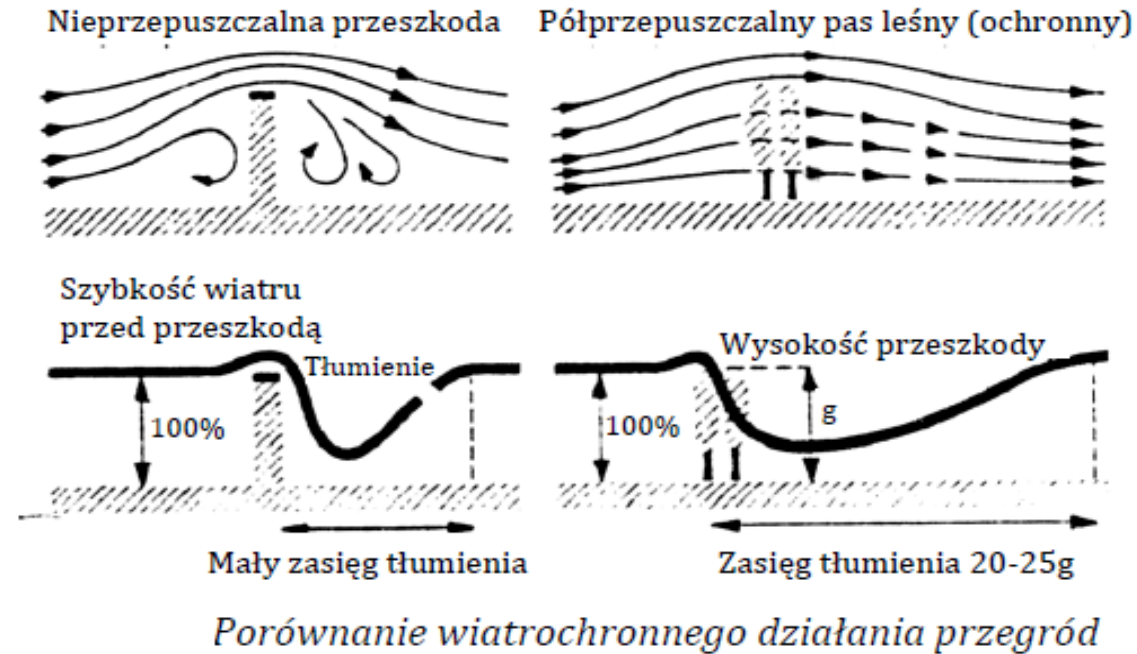 Nieprzepuszczalna przeszkoda
Półprzepuszczalny pas leśny (ochronny)
Szybkość wiatru
przed przeszkodą
Tłumienie
100%
Mały zasięg tłumienia
Wysokość przeszkody
100%
g
Zasięg tłumienia 20-25g
Porównanie wiatrochronnego działania przegród